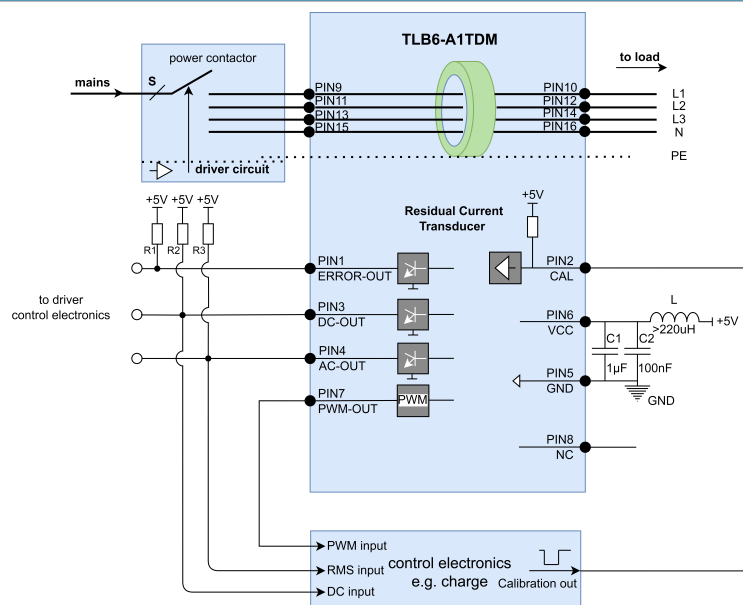 TLB6-A1TDM
to load
power contactor
mains
S
PIN9
PIN11
PIN13
PIN15
PIN10
PIN12
PIN14
PIN16
L1
L2
L3
N
PE
driver circuit
+5V +5V +5V
R1 R2 R3
Residual Current
Transducer
+5V
PIN1
ERROR-OUT
PIN2
CAL
to driver
control electronics
PIN3
DC-OUT
PIN6
VCC
L
>220uH
+5V
C1
C2
1µF
100nF
PIN4
AC-OUT
PIN5
GND
GND
PIN7
PWM-OUT
PWM
PIN8
NC
PWM input
RMS input
DC input
control electronics
e.g. charge
Calibration out